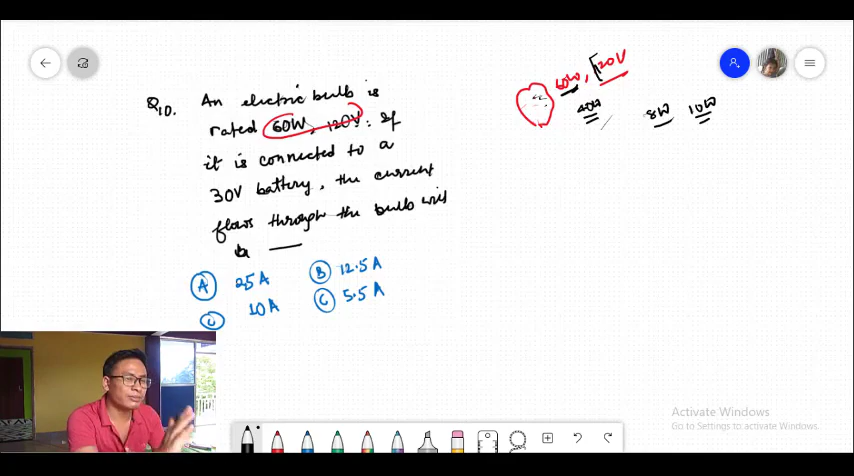 Q10. An electric bulb is
rated 60W, 120V. If
it is connected to a
30V battery, the current
flows through the bulb will
be ___
A 25A
B 12.5A
10A
C 5.5A
60W, 120V
40W
8W 10W
Activate Windows
Go to Settings to activate Windows.